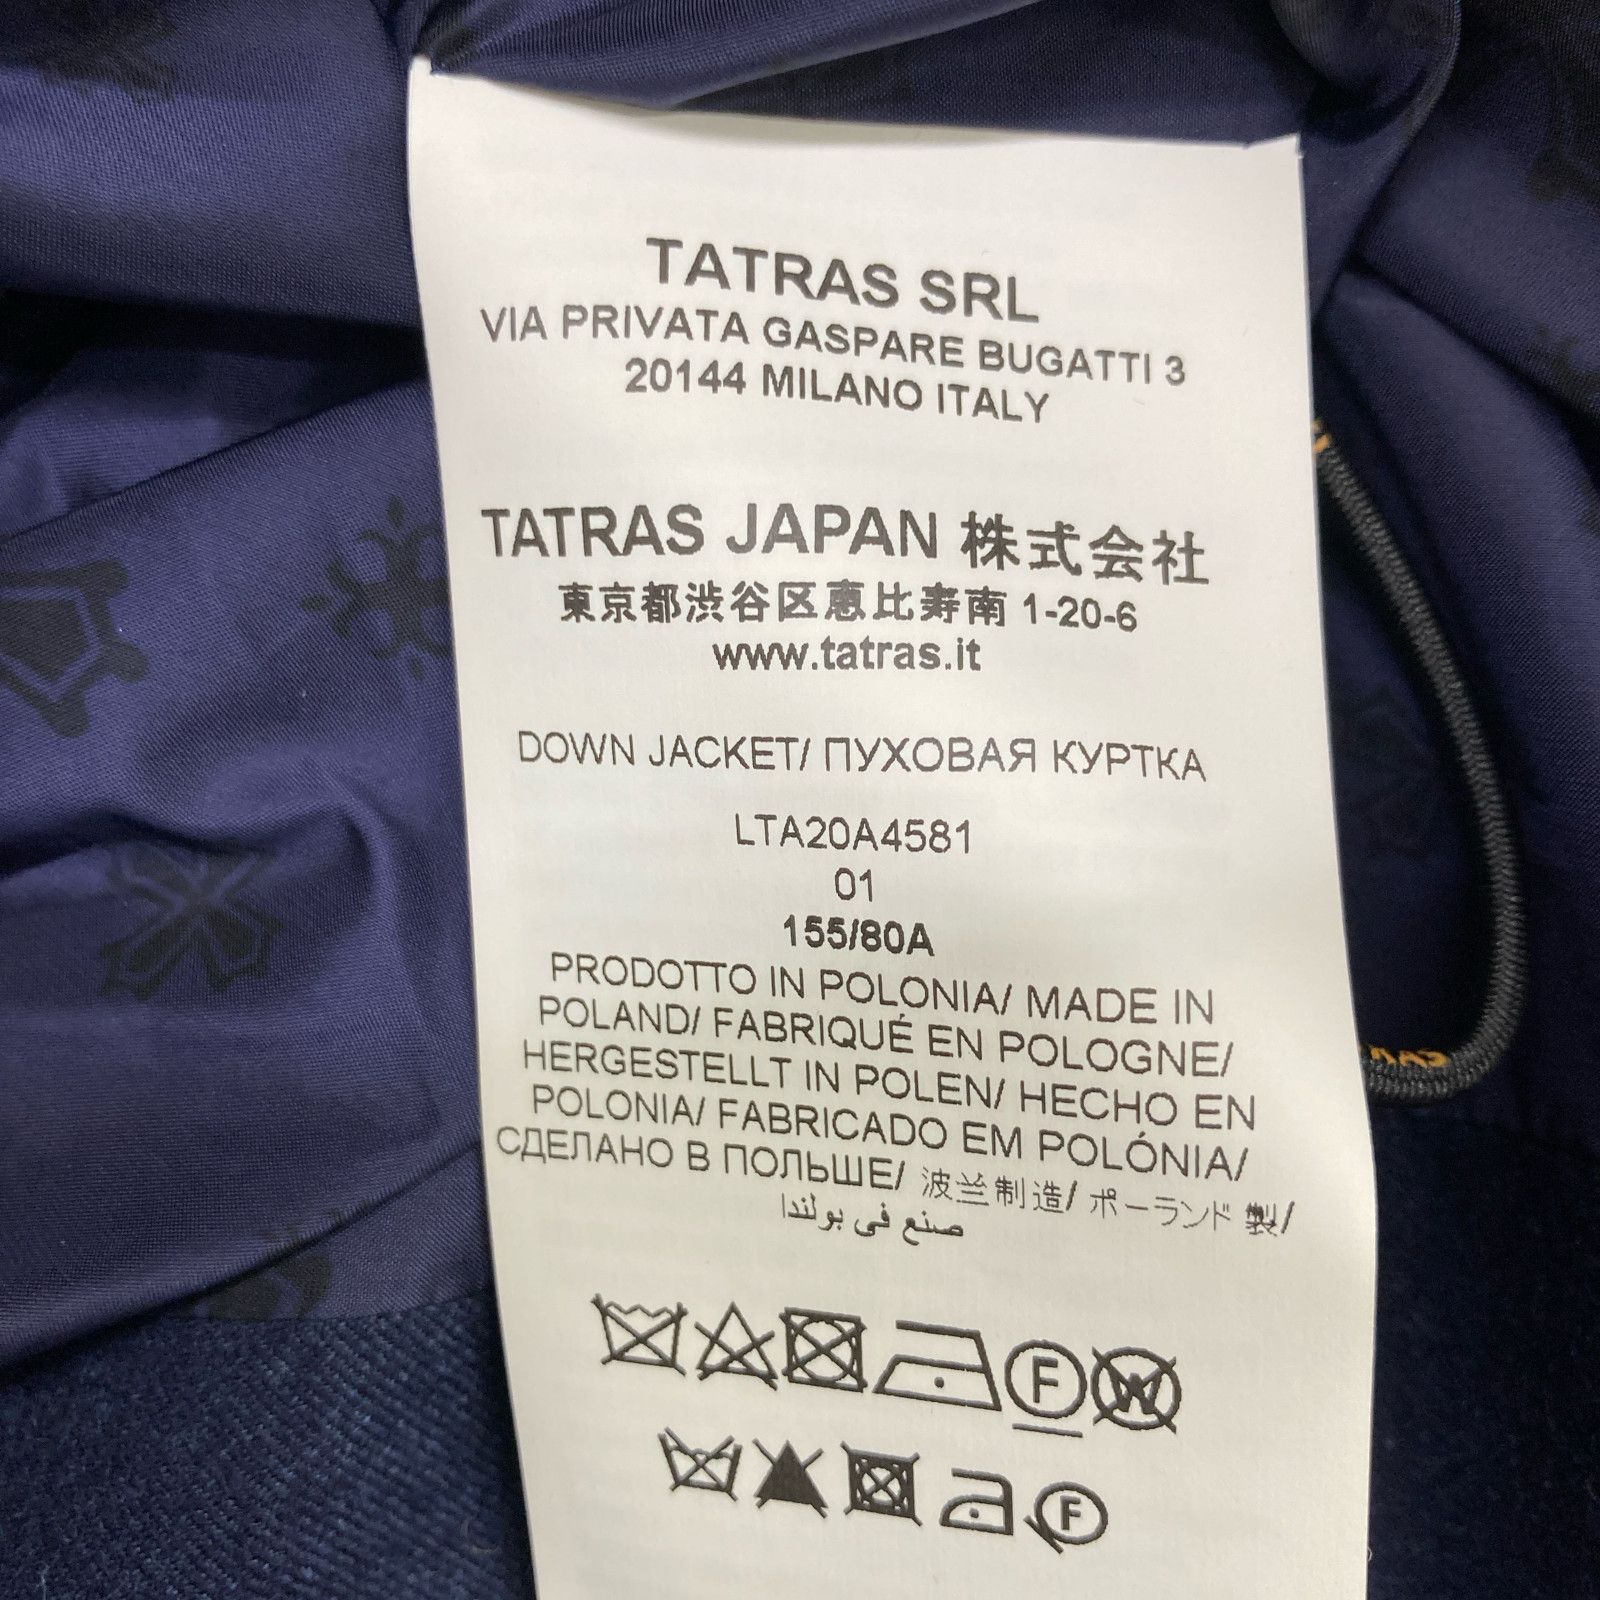 TATRAS SRL
VIA PRIVATA GASPARE BUGATTI 3
20144 MILANO ITALY
TATRAS JAPAN 株式会社
東京都渋谷区恵比寿南 1-20-6
www.tatras.it
DOWN JACKET/ ПУХОВАЯ КУРТКА
LTA20A4581
01
155/80A
PRODOTTO IN POLONIA/ MADE IN
POLAND/ FABRIQUÉ EN POLOGNE/
HERGESTELLT IN POLEN/ HECHO EN
POLONIA/ FABRICADO EM POLÓNIA/
СДЕЛАНО В ПОЛЬШЕ/ 波兰制造/ ポーランド 製/
صنع في بولندا
F W
F